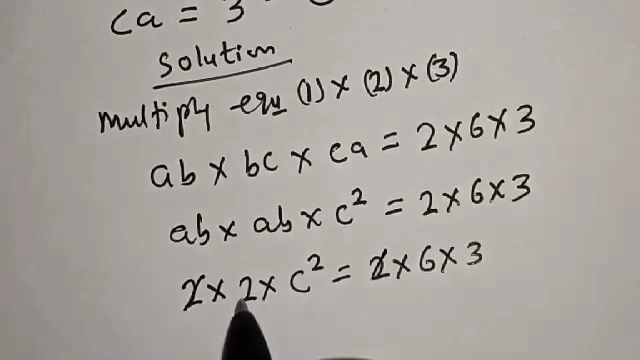 ca = 3
Solution
multiply eqn (1) × (2) × (3)
ab × bc × ca = 2 × 6 × 3
ab × ab × c² = 2 × 6 × 3
2 × 2 × c² = 2 × 6 × 3